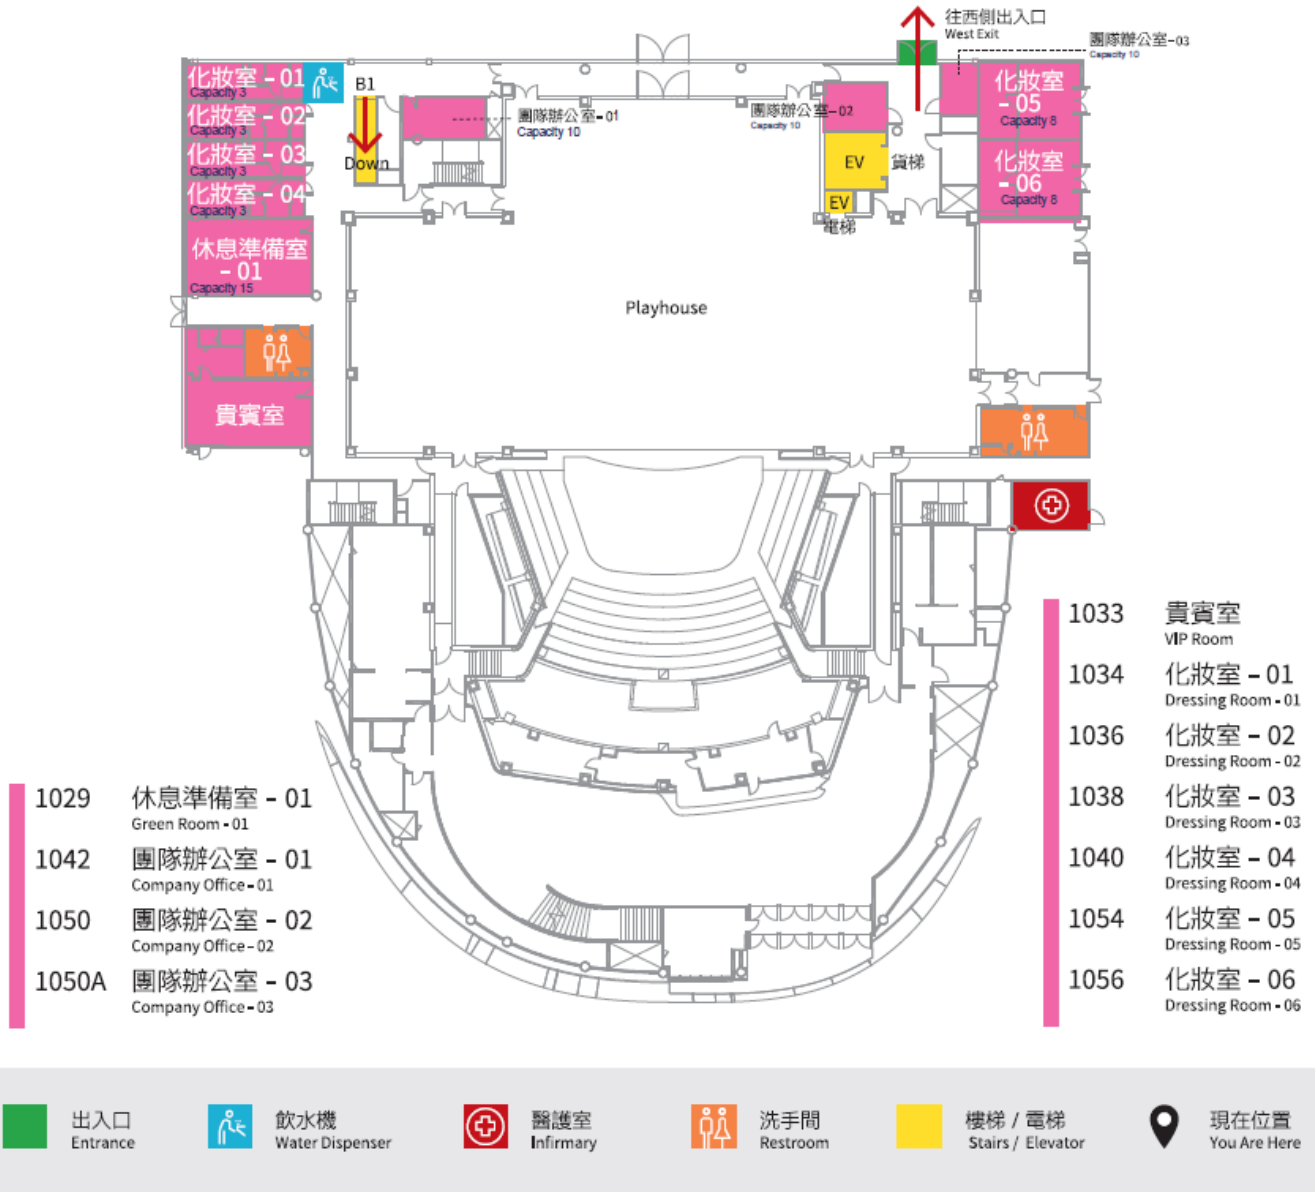 往西側出入口
West Exit
團隊辦公室-03
Capacity 10
化妝室 - 01
Capacity 3
化妝室 - 02
Capacity 3
化妝室 - 03
Capacity 3
化妝室 - 04
Capacity 3
休息準備室
- 01
Capacity 15
貴賓室
B1
Down
團隊辦公室-01
Capacity 10
團隊辦公室-02
Capacity 10
EV
貨梯
EV
電梯
化妝室
- 05
Capacity 8
化妝室
- 06
Capacity 8
Playhouse
1029 休息準備室 - 01
Green Room - 01
1042 團隊辦公室 - 01
Company Office - 01
1050 團隊辦公室 - 02
Company Office - 02
1050A 團隊辦公室 - 03
Company Office - 03
1033 貴賓室
VIP Room
1034 化妝室 - 01
Dressing Room - 01
1036 化妝室 - 02
Dressing Room - 02
1038 化妝室 - 03
Dressing Room - 03
1040 化妝室 - 04
Dressing Room - 04
1054 化妝室 - 05
Dressing Room - 05
1056 化妝室 - 06
Dressing Room - 06
出入口
Entrance
飲水機
Water Dispenser
醫護室
Infirmary
洗手間
Restroom
樓梯 / 電梯
Stairs / Elevator
現在位置
You Are Here